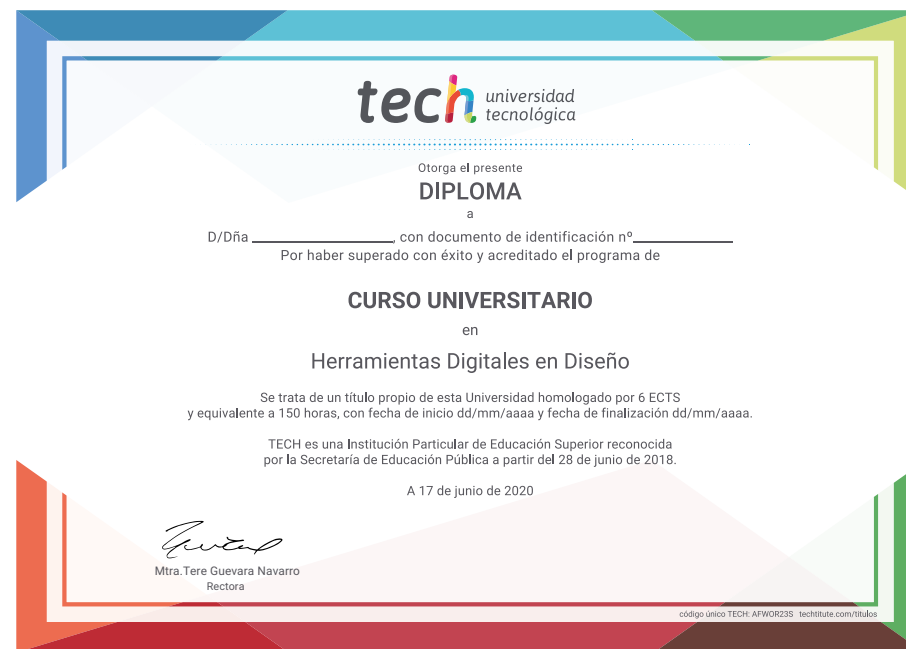 tech universidad
tecnológica
Otorga el presente
DIPLOMA
a
D/Dña ____________________, con documento de identificación nº______________
Por haber superado con éxito y acreditado el programa de
CURSO UNIVERSITARIO
en
Herramientas Digitales en Diseño
Se trata de un título propio de esta Universidad homologado por 6 ECTS
y equivalente a 150 horas, con fecha de inicio dd/mm/aaaa y fecha de finalización dd/mm/aaaa.
TECH es una Institución Particular de Educación Superior reconocida
por la Secretaría de Educación Pública a partir del 28 de junio de 2018.
A 17 de junio de 2020
Mtra.Tere Guevara Navarro
Rectora
código único TECH: AFWOR23S techtitute.com/titulos